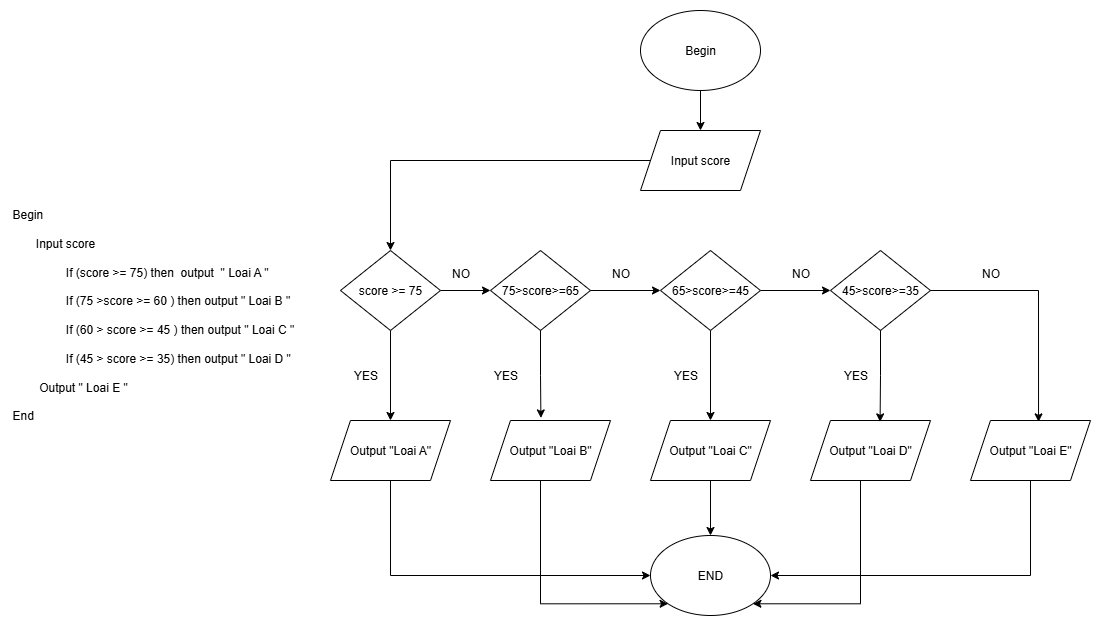 Begin
Input score
Begin
Input score
If (score >= 75) then output " Loai A "
If (75 >score >= 60 ) then output " Loai B "
If (60 > score >= 45 ) then output " Loai C "
If (45 > score >= 35) then output " Loai D "
Output " Loai E "
End
score >= 75
NO
75>score>=65
NO
65>score>=45
NO
45>score>=35
NO
YES
YES
YES
YES
Output "Loai A"
Output "Loai B"
Output "Loai C"
Output "Loai D"
Output "Loai E"
END